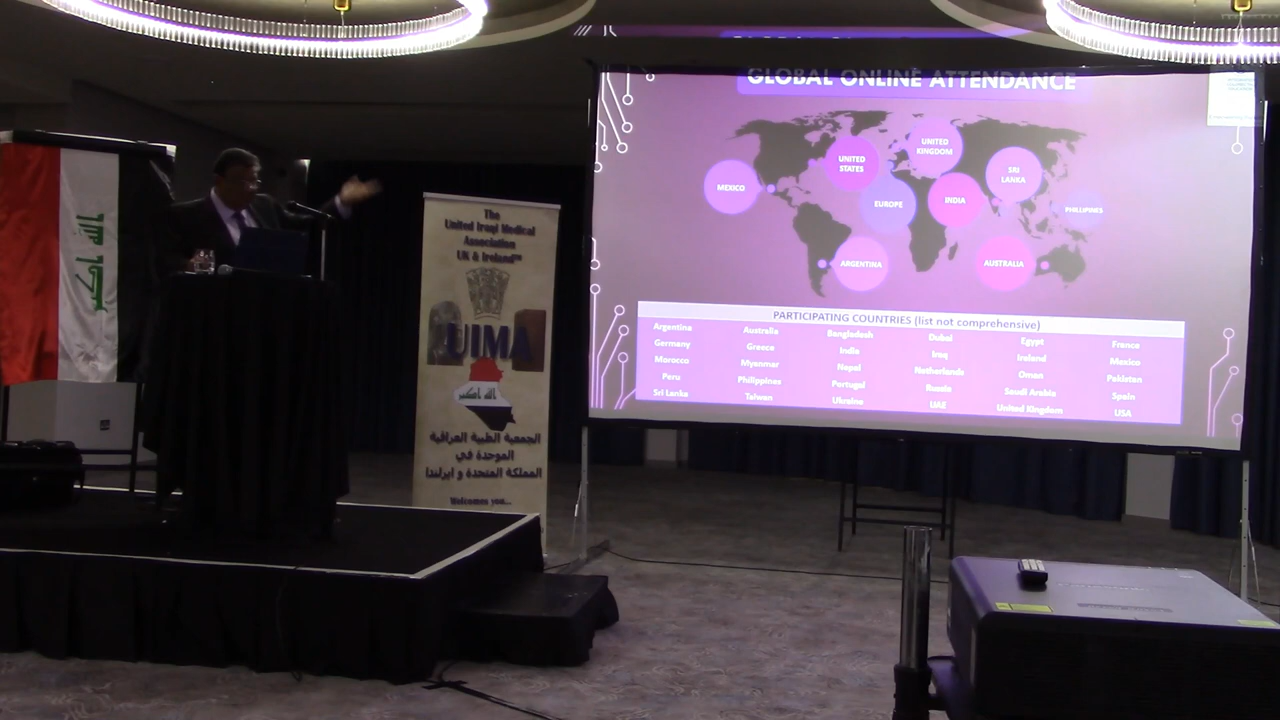 الله اكبر
The
United Iraqi Medical
Association
UK & Ireland™
UIMA
الله اكبر
الجمعية الطبية العراقية
الموحدة في
المملكة المتحدة و ايرلندا
Welcomes you...
GLOBAL ONLINE ATTENDANCE
UNITED
KINGDOM
UNITED
STATES
SRI
LANKA
MEXICO
EUROPE
INDIA
PHILLIPINES
ARGENTINA
AUSTRALIA
PARTICIPATING COUNTRIES (list not comprehensive)
Argentina Australia Bangladesh Dubai Egypt France
Germany Greece India Iraq Ireland Mexico
Morocco Myanmar Nepal Netherlands Oman Pakistan
Peru Philippines Portugal Russia Saudi Arabia Spain
Sri Lanka Taiwan Ukraine UAE United Kingdom USA